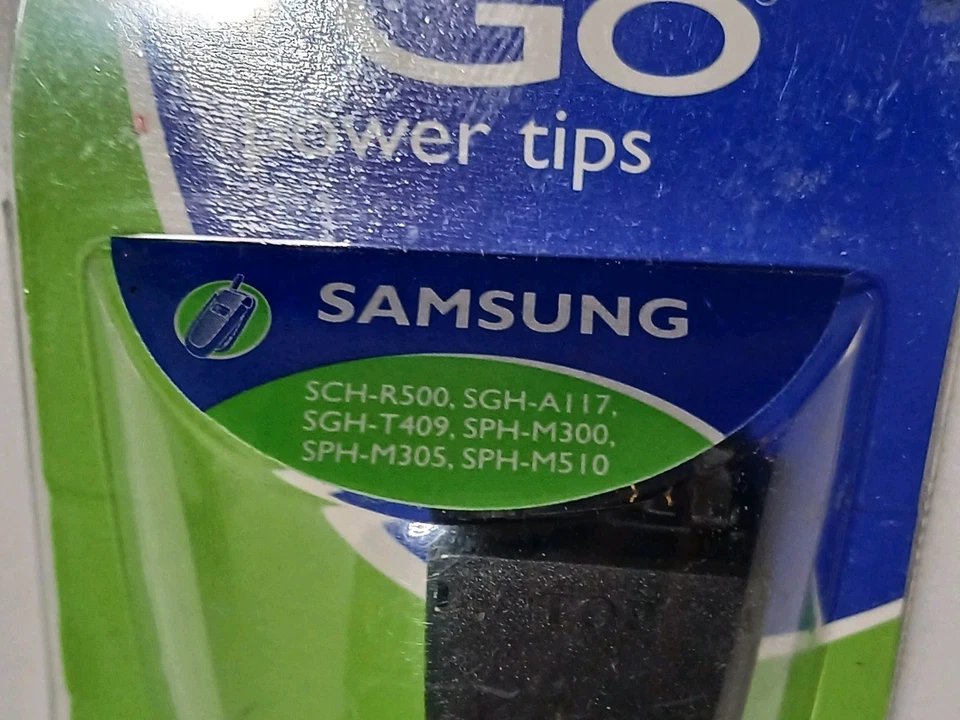 Go
power tips
SAMSUNG
SCH-R500, SGH-A117,
SGH-T409, SPH-M300,
SPH-M305, SPH-M510